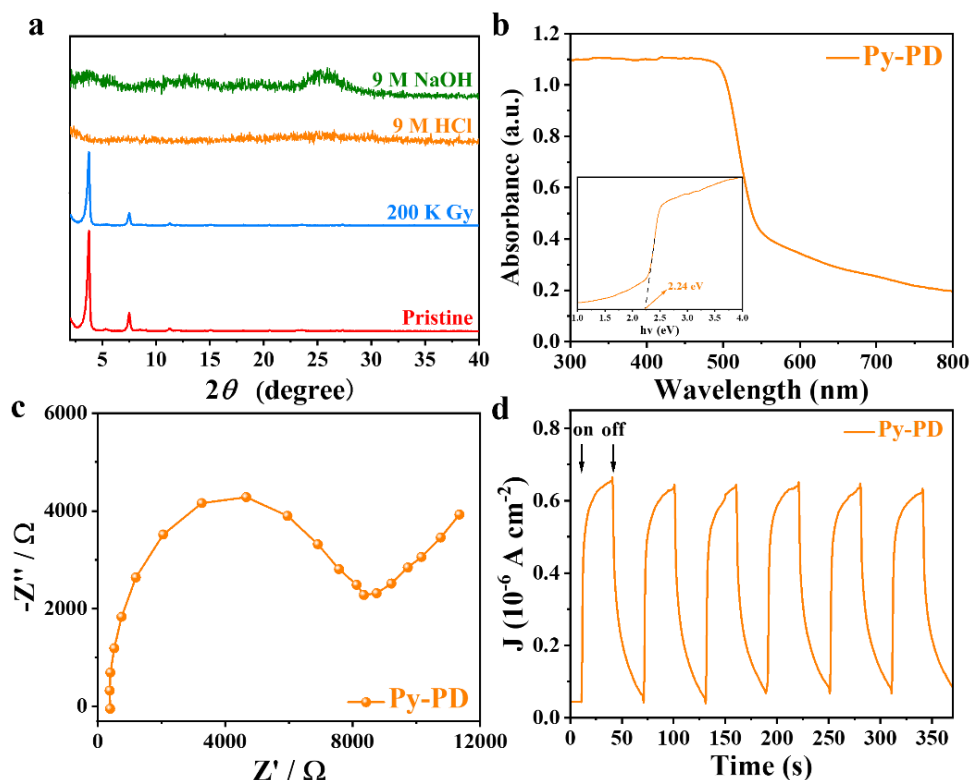 a
9 M NaOH
9 M HCl
200 K Gy
Pristine
0 5 10 15 20 25 30 35 40
2θ (degree)
b
Py-PD
1.2
1.0
0.8
0.6
0.4
0.2
0.0
Absorbance (a.u.)
2.24 eV
1.0 1.5 2.0 2.5 3.0 3.5 4.0
hν (eV)
300 400 500 600 700 800
Wavelength (nm)
c
6000
4000
2000
0
-Z'' / Ω
Py-PD
0 4000 8000 12000
Z' / Ω
d
on off
Py-PD
0.8
0.6
0.4
0.2
0.0
J (10⁻⁶ A cm⁻²)
0 50 100 150 200 250 300 350
Time (s)